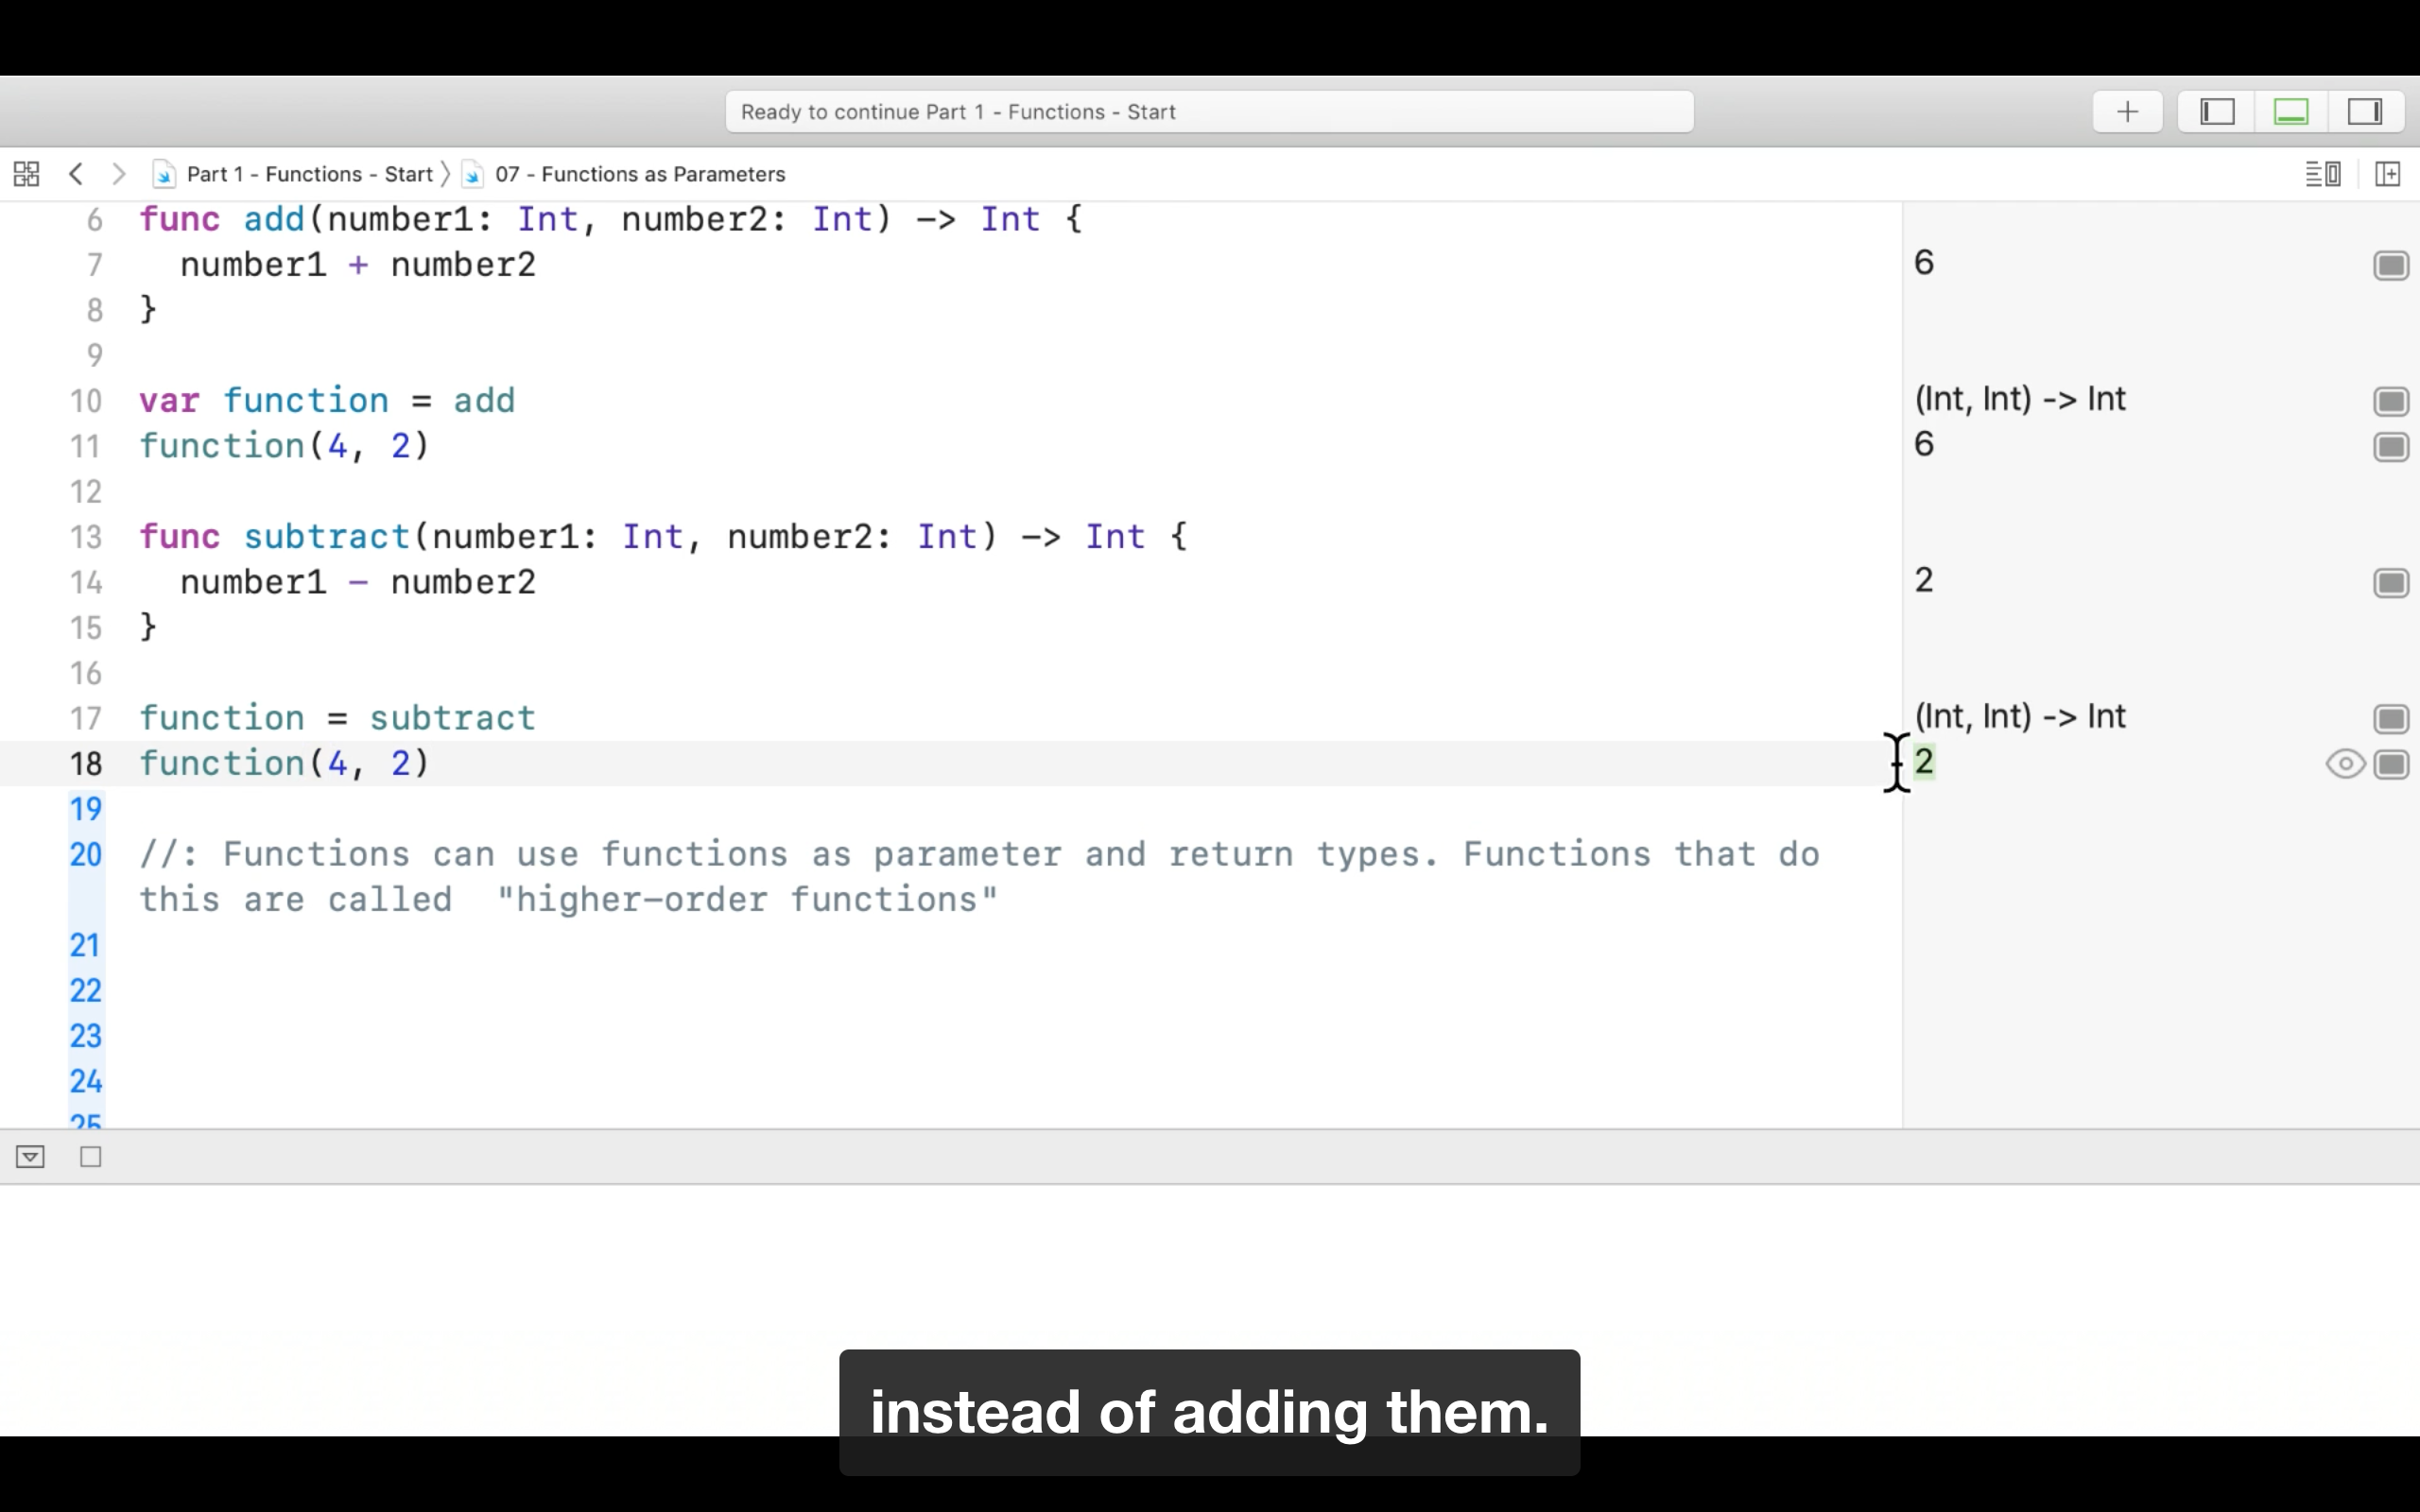 Ready to continue Part 1 - Functions - Start
Part 1 - Functions - Start 〉 07 - Functions as Parameters
6 func add(number1: Int, number2: Int) -> Int {
7 number1 + number2 6
8 }
9
10 var function = add (Int, Int) -> Int
11 function(4, 2) 6
12
13 func subtract(number1: Int, number2: Int) -> Int {
14 number1 - number2 2
15 }
16
17 function = subtract (Int, Int) -> Int
18 function(4, 2) 2
19
20 //: Functions can use functions as parameter and return types. Functions that do
this are called  "higher-order functions"
21
22
23
24
25
instead of adding them.